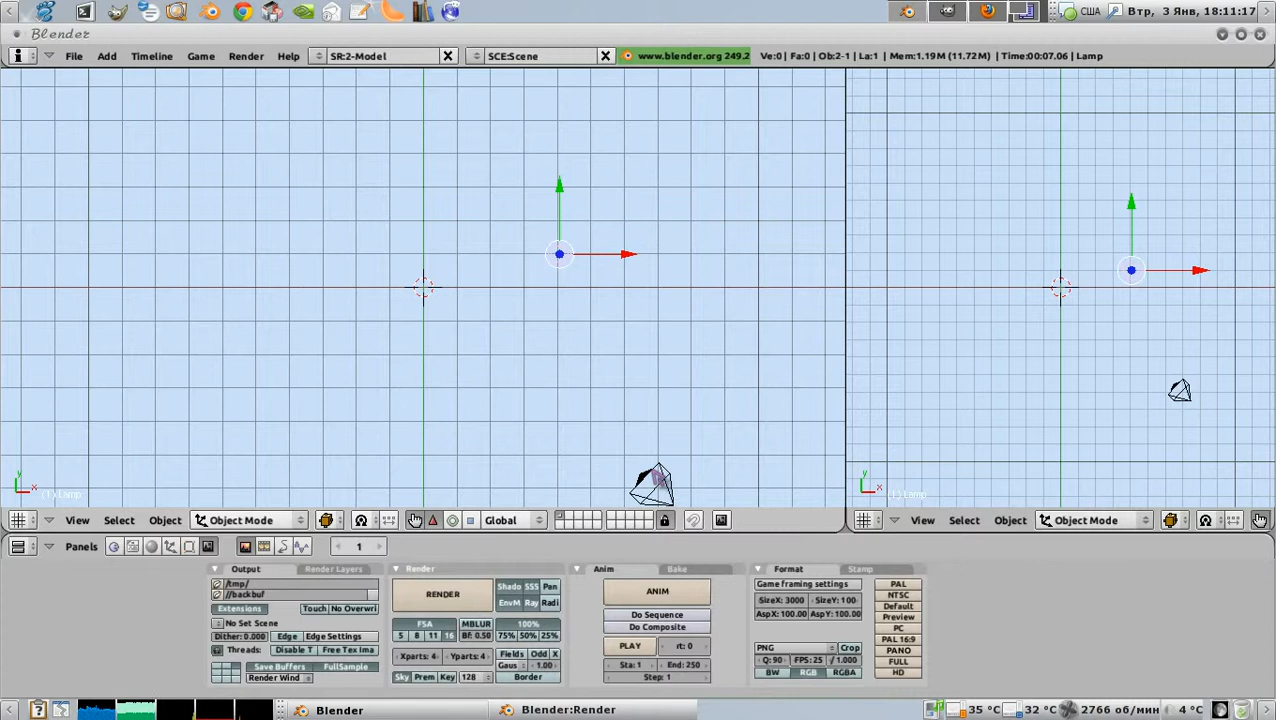 США
Втр, 3 Янв, 18:11:17
Blender
File Add Timeline Game Render Help SR:2-Model SCE:Scene www.blender.org 249.2 Ve:0 | Fa:0 | Ob:2-1 | La:1 | Mem:1.19M (11.72M) | Time:00:07.06 | Lamp
y y
x x
(1) Lamp (1) Lamp
View Select Object Object Mode Global View Select Object Object Mode
Panels 1
Output Render Layers Render Anim Bake Format Stamp
/tmp/
//backbuf
Extensions Touch No Overwri
No Set Scene
Dither: 0.000 Edge Edge Settings
Threads: Disable T Free Tex Ima
Save Buffers FullSample
Render Wind
RENDER
Shado SSS Pan
EnvM Ray Radi
FSA MBLUR 100%
5 8 11 16 Bf: 0.50 75% 50% 25%
Xparts: 4 Yparts: 4 Fields Odd X
Gaus 1.00
Sky Prem Key 128 Border
ANIM
Do Sequence
Do Composite
PLAY rt: 0
Sta: 1 End: 250
Step: 1
Game framing settings
SizeX: 3000 SizeY: 100
AspX: 100.00 AspY: 100.00
PNG Crop
Q: 90 FPS: 25 / 1.000
BW RGB RGBA
PAL
NTSC
Default
Preview
PC
PAL 16:9
PANO
FULL
HD
Blender Blender:Render 35 °C 32 °C 2766 об/мин 4 °C